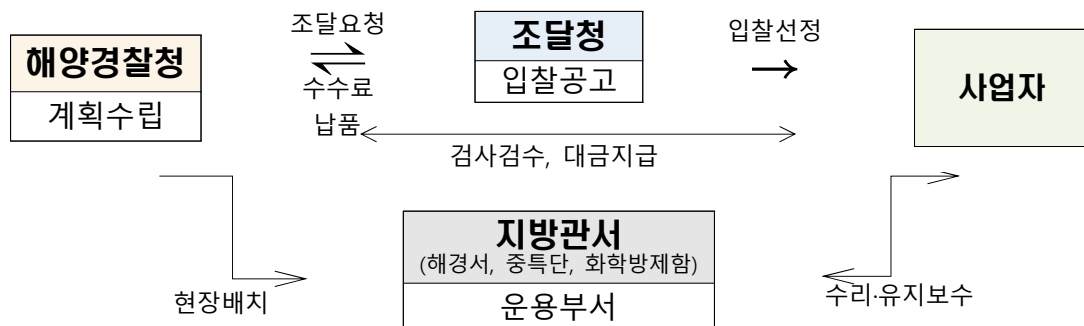 조달요청
조달청
입찰선정
해양경찰청
입찰공고
사업자
계획수립
수수료
납품
검사검수, 대금지급
지방관서
(해경서, 중특단, 화학방제함)
현장배치
운용부서
수리·유지보수